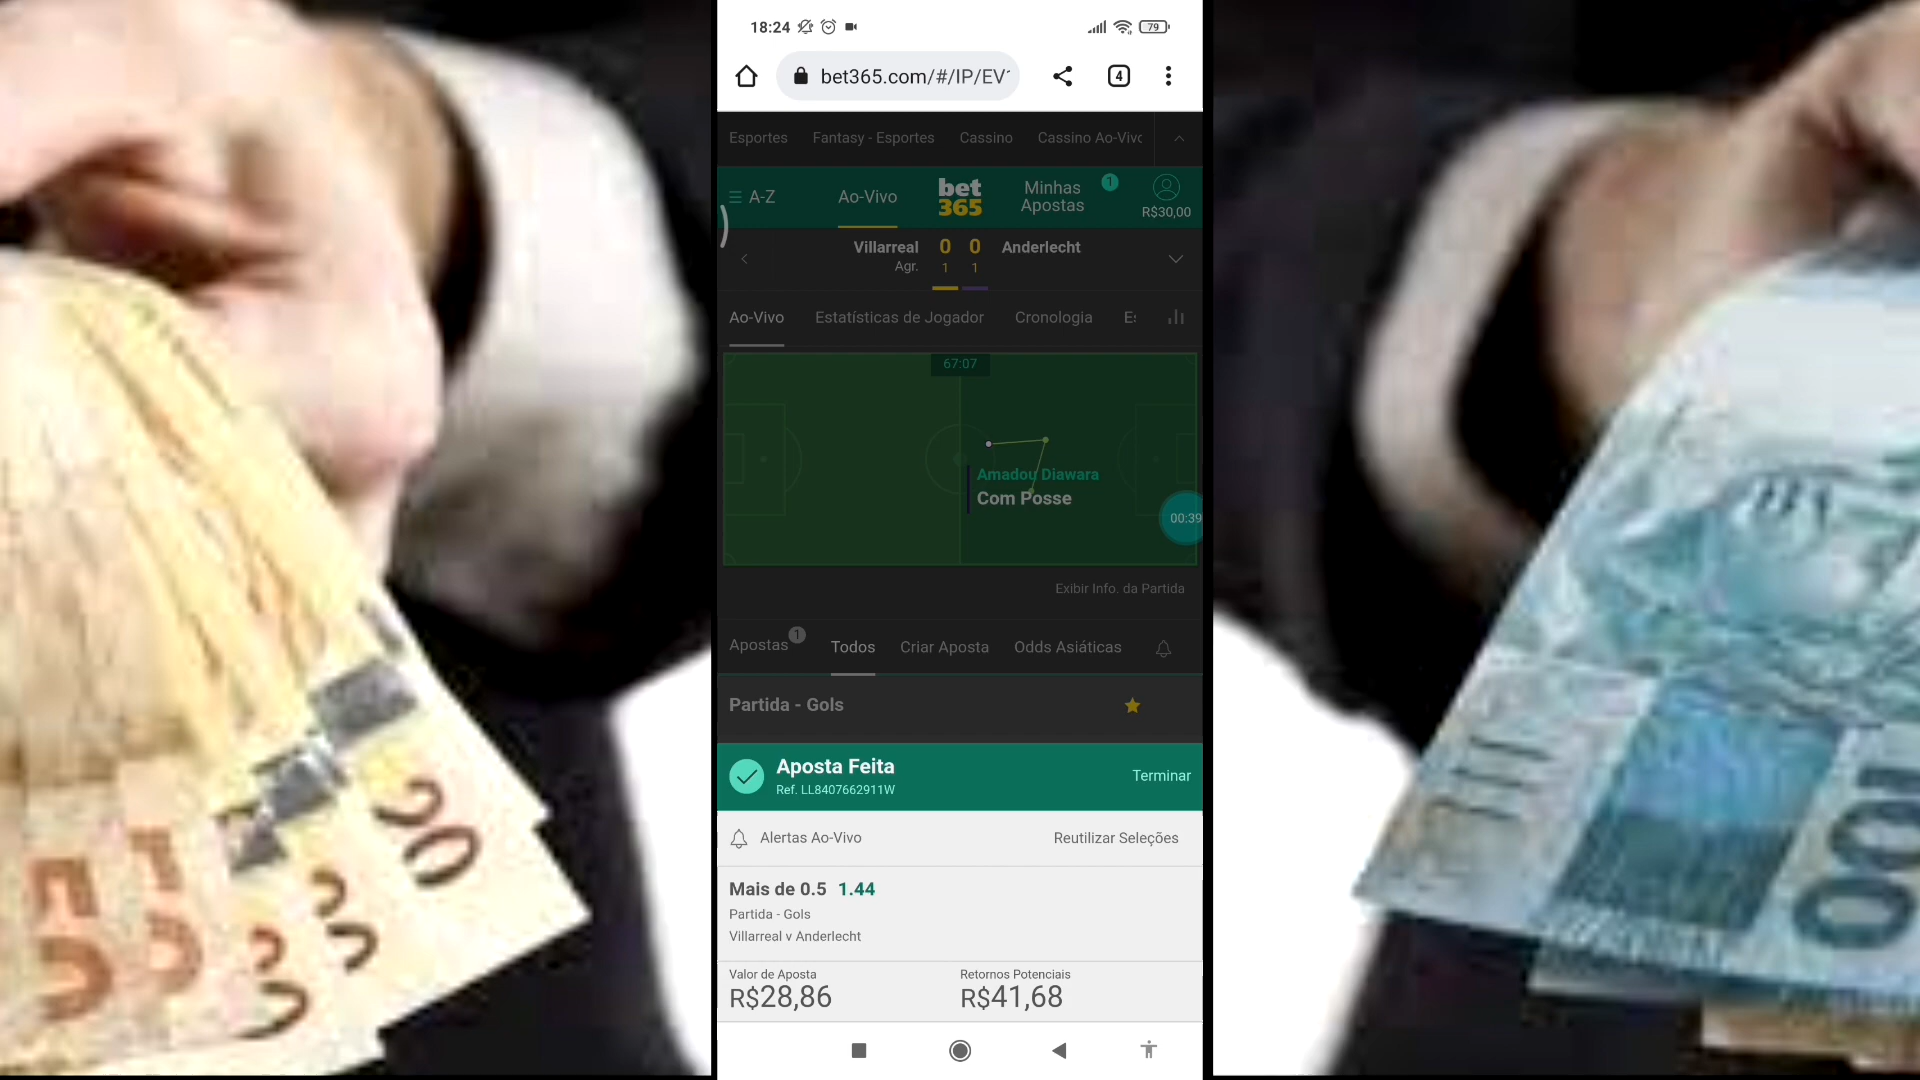 18:24
79
bet365.com/#/IP/EV
4
Esportes Fantasy - Esportes Cassino Cassino Ao-Vivo
A-Z Ao-Vivo bet 365 Minhas Apostas 1 R$30,00
Villarreal 0 0 Anderlecht
Agr. 1 1
Ao-Vivo Estatísticas de Jogador Cronologia
67:07
Amadou Diawara
Com Posse
00:39
Exibir Info. da Partida
Apostas 1 Todos Criar Aposta Odds Asiáticas
Partida - Gols
Aposta Feita
Ref. LL8407662911W
Terminar
Alertas Ao-Vivo Reutilizar Seleções
Mais de 0.5 1.44
Partida - Gols
Villarreal v Anderlecht
Valor de Aposta Retornos Potenciais
R$28,86 R$41,68
20
100